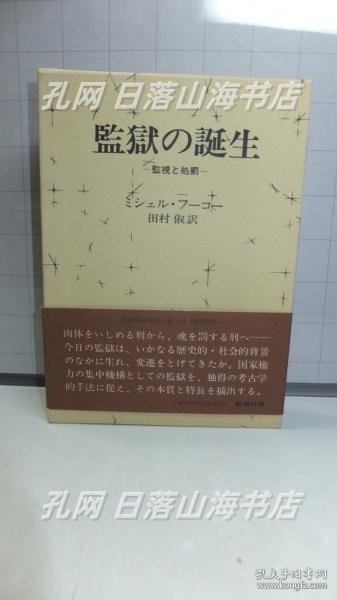 孔网 日落山海书店
監獄の誕生
―監視と処罰―
ミシェル・フーコー
田村 俶訳
NAISSANCE DE LA PRISON
肉体をいじめる刑から、魂を罰する刑へ――
今日の監獄は、いかなる歴史的・社会的背景
のなかに生れ、変遷をとげてきたか。国家権
力の集中機構としての監獄を、独得の考古学
的手法に捉え、その本質と特長を摘出する。
新潮社版
孔网 日落山海书店
孔夫子旧书网